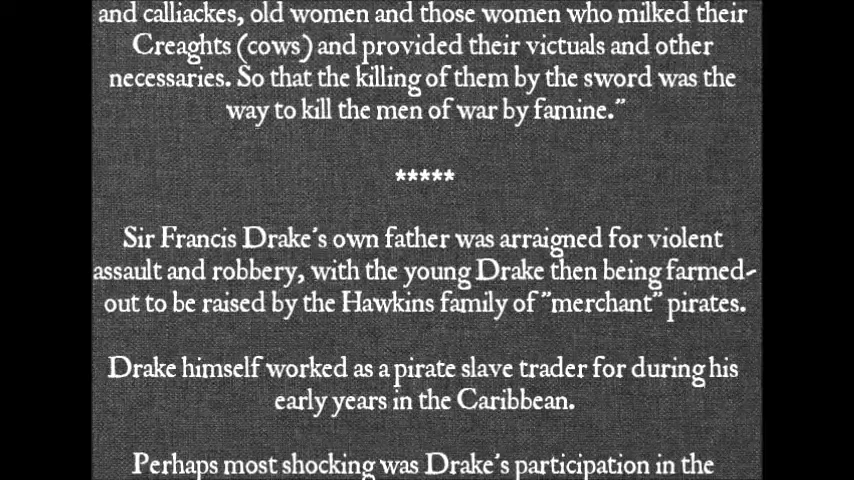 and calliackes, old women and those women who milked their
Creaghts (cows) and provided their victuals and other
necessaries. So that the killing of them by the sword was the
way to kill the men of war by famine."
*****
Sir Francis Drake's own father was arraigned for violent
assault and robbery, with the young Drake then being farmed-
out to be raised by the Hawkins family of "merchant" pirates.
Drake himself worked as a pirate slave trader for during his
early years in the Caribbean.
Perhaps most shocking was Drake's participation in the